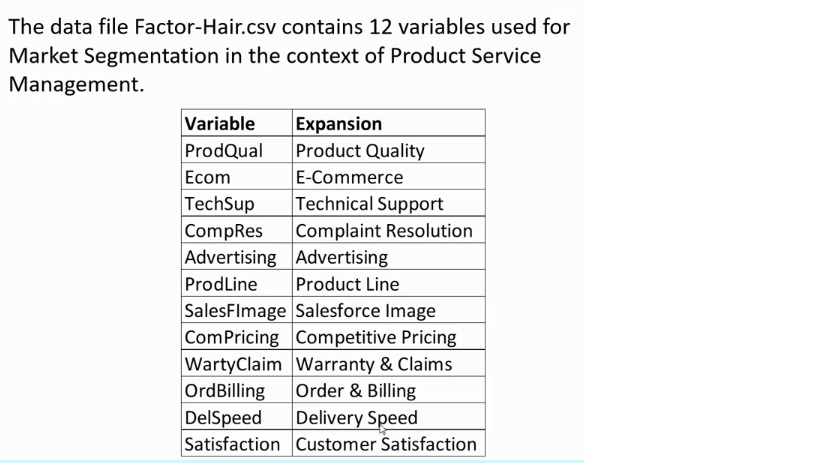 The data file Factor-Hair.csv contains 12 variables used for
Market Segmentation in the context of Product Service
Management.
Variable Expansion
ProdQual Product Quality
Ecom E-Commerce
TechSup Technical Support
CompRes Complaint Resolution
Advertising Advertising
ProdLine Product Line
SalesFImage Salesforce Image
ComPricing Competitive Pricing
WartyClaim Warranty & Claims
OrdBilling Order & Billing
DelSpeed Delivery Speed
Satisfaction Customer Satisfaction